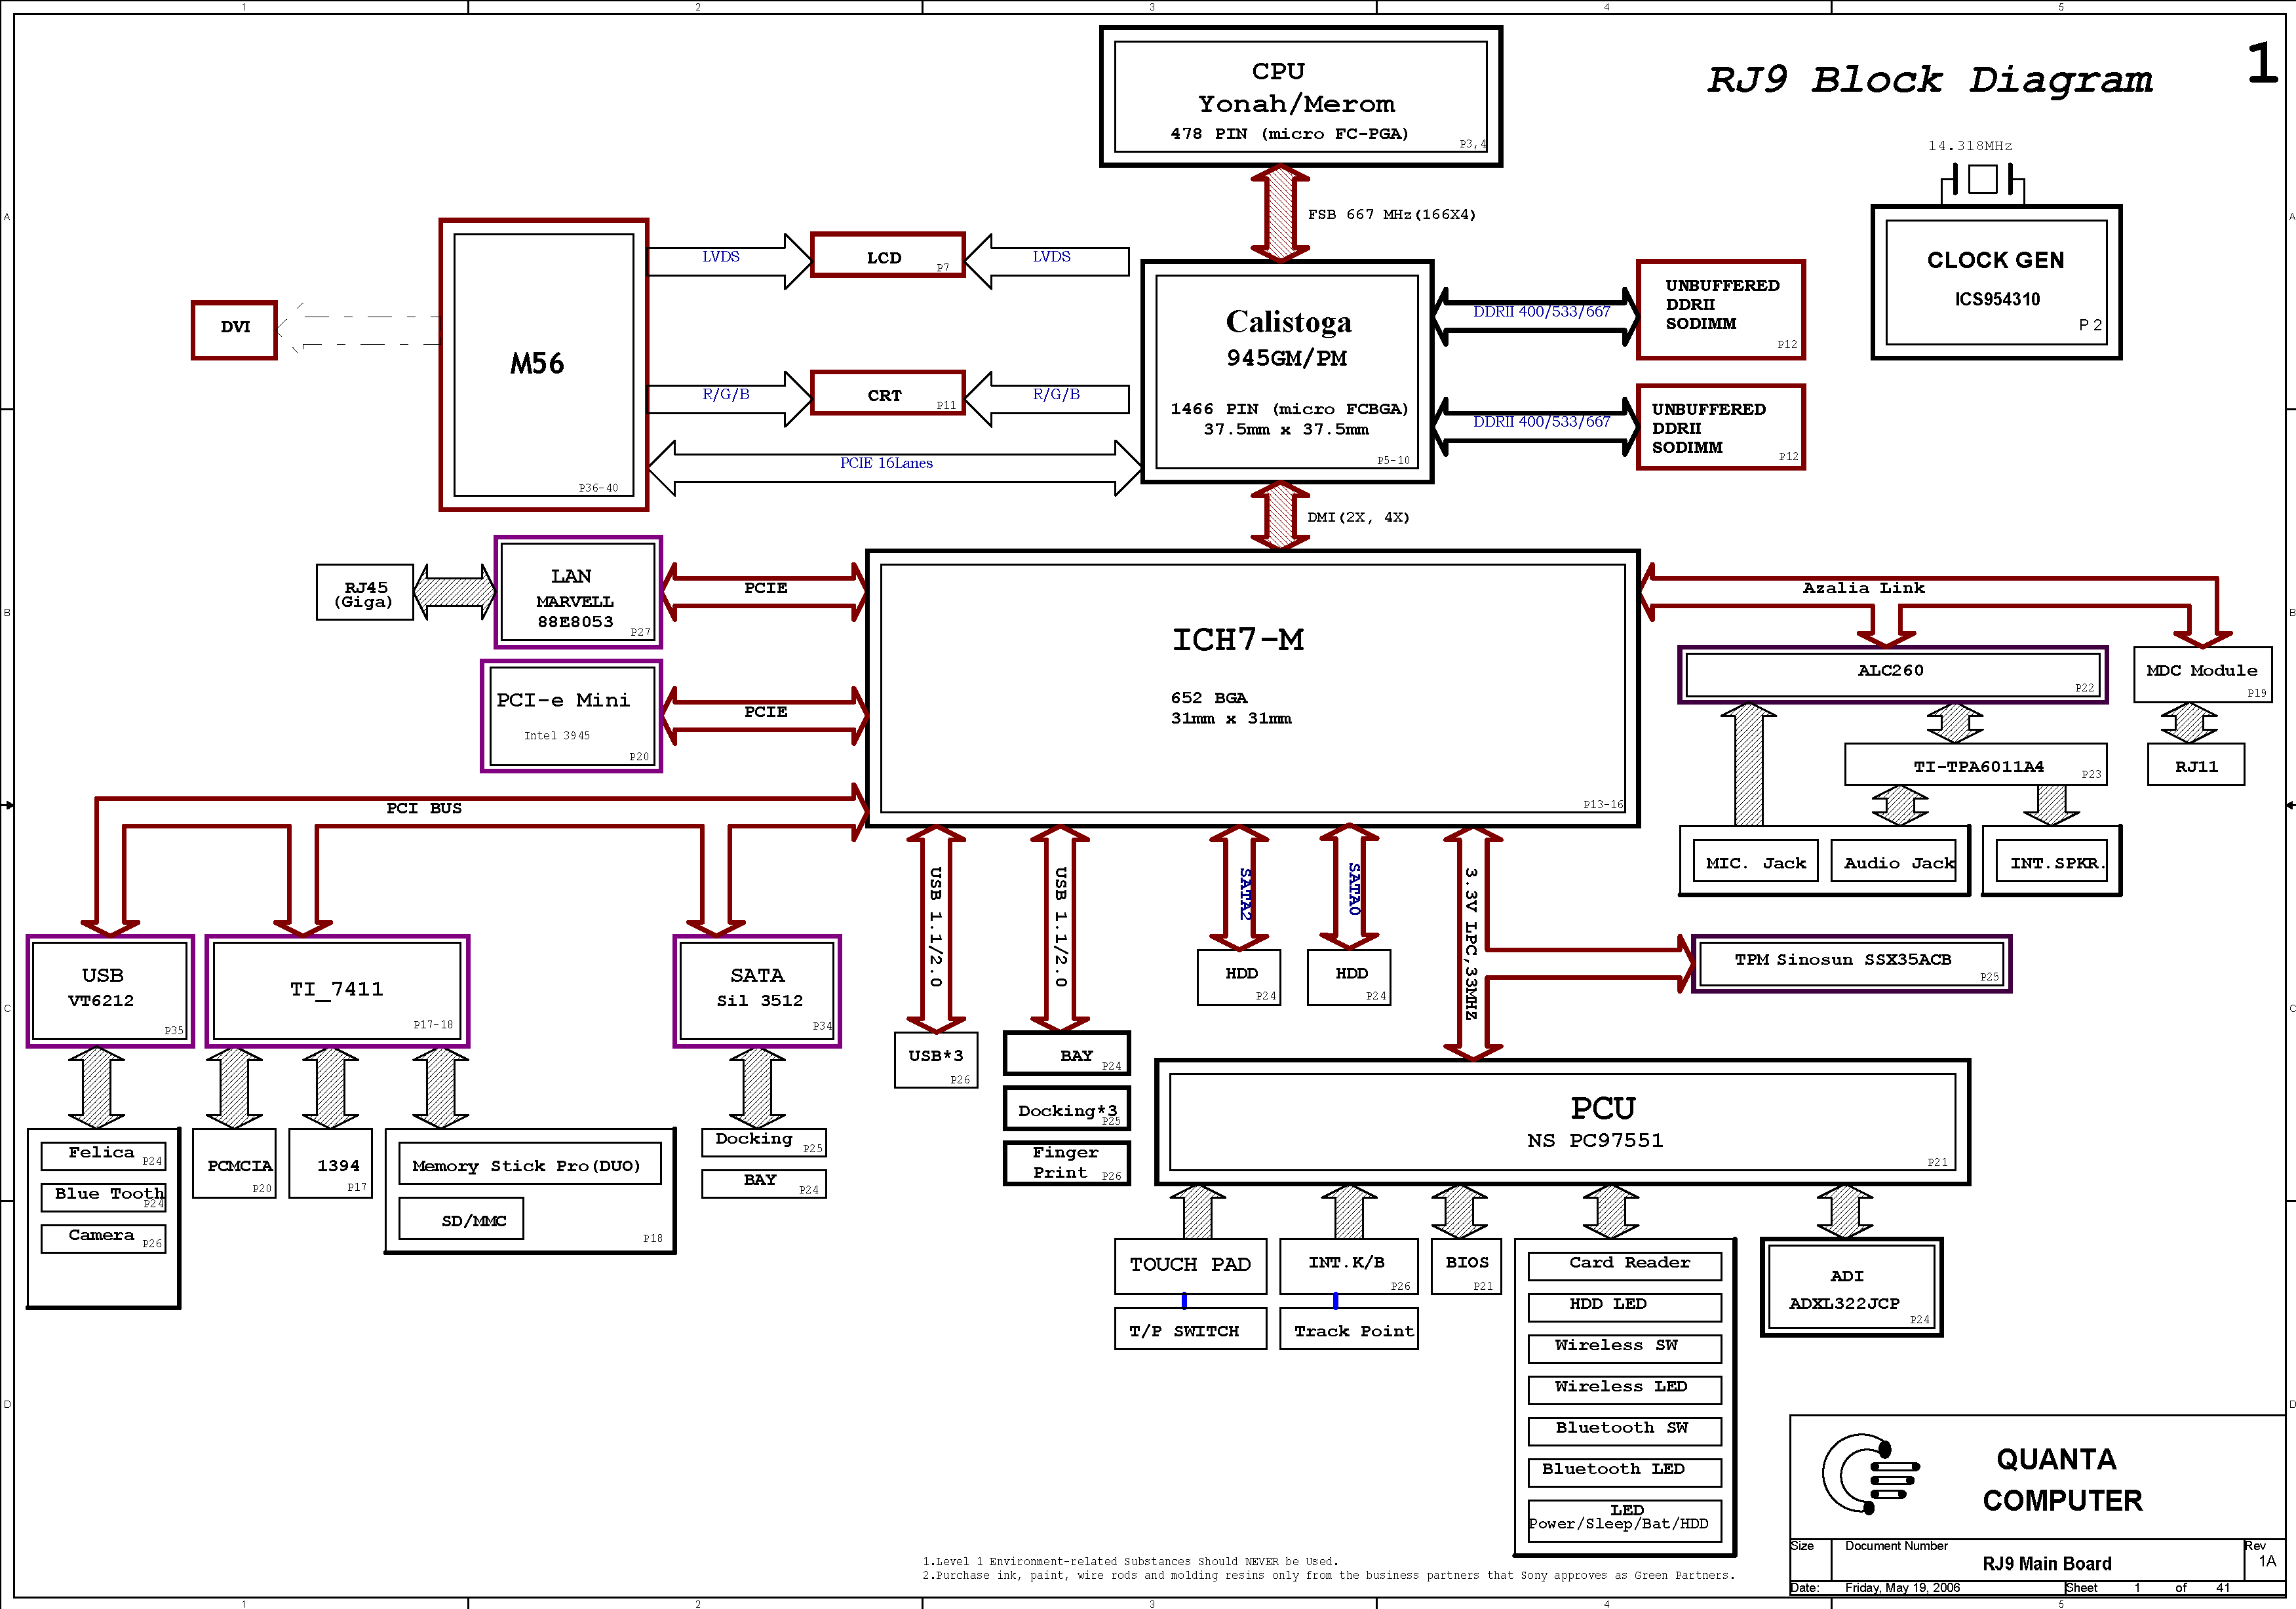 1 2 3 4 5
RJ9 Block Diagram
1
CPU
Yonah/Merom
478 PIN (micro FC-PGA)
P3,4
14.318MHz
FSB 667 MHz(166X4)
A
A
CLOCK GEN
ICS954310
P 2
LVDS
LCD
P7
LVDS
DVI
M56
P36-40
Calistoga
945GM/PM
1466 PIN (micro FCBGA)
37.5mm x 37.5mm
P5-10
DDRII 400/533/667
UNBUFFERED
DDRII
SODIMM
P12
R/G/B
CRT
P11
R/G/B
DDRII 400/533/667
UNBUFFERED
DDRII
SODIMM
P12
PCIE 16Lanes
DMI(2X, 4X)
RJ45
(Giga)
LAN
MARVELL
88E8053
P27
PCIE
Azalia Link
B
B
ICH7-M
652 BGA
31mm x 31mm
P13-16
PCI-e Mini
Intel 3945
P20
PCIE
ALC260
P22
MDC Module
P19
TI-TPA6011A4
P23
RJ11
PCI BUS
MIC. Jack
Audio Jack
INT.SPKR.
USB 1.1/2.0
USB 1.1/2.0
SATA2
SATA0
3.3V LPC,33MHZ
USB
VT6212
P35
TI_7411
P17-18
SATA
Sil 3512
P34
HDD
P24
HDD
P24
TPM Sinosun SSX35ACB
P25
C
C
USB*3
P26
BAY
P24
Docking*3
P25
Finger
Print
P26
PCU
NS PC97551
P21
Felica
P24
Blue Tooth
P24
Camera
P26
PCMCIA
P20
1394
P17
Memory Stick Pro(DUO)
SD/MMC
P18
Docking
P25
BAY
P24
TOUCH PAD
T/P SWITCH
INT.K/B
P26
Track Point
BIOS
P21
Card Reader
HDD LED
Wireless SW
Wireless LED
Bluetooth SW
Bluetooth LED
LED
Power/Sleep/Bat/HDD
ADI
ADXL322JCP
P24
D
D
QUANTA
COMPUTER
Size
Document Number
RJ9 Main Board
Rev
1A
Date:
Friday, May 19, 2006
Sheet 1 of 41
1.Level 1 Environment-related Substances Should NEVER be Used.
2.Purchase ink, paint, wire rods and molding resins only from the business partners that Sony approves as Green Partners.
1 2 3 4 5